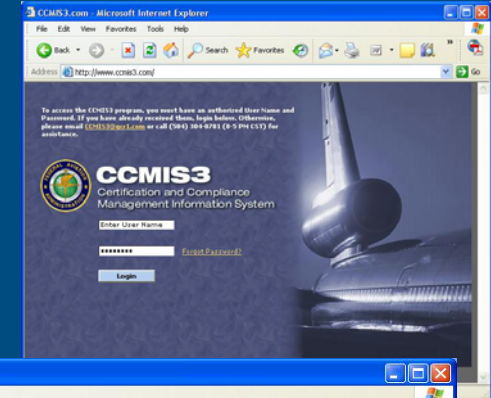 CCMIS3.com - Microsoft Internet Explorer
File Edit View Favorites Tools Help
Back Search Favorites
Address http://www.ccmis3.com/ Go
To access the CCMIS3 program, you must have an authorized User Name and
Password. If you have already received them, login below. Otherwise,
please email CCMIS3@gcr1.com or call (504) 304-0781 (8-5 PM CST) for
assistance.
CCMIS3
Certification and Compliance
Management Information System
Enter User Name
Forgot Password?
Login